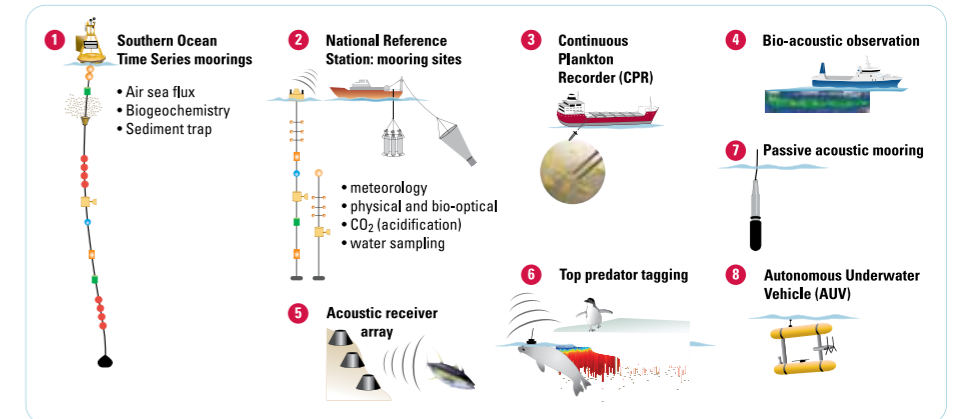 1 Southern Ocean
Time Series moorings
• Air sea flux
• Biogeochemistry
• Sediment trap
2 National Reference
Station: mooring sites
• meteorology
• physical and bio-optical
• CO₂ (acidification)
• water sampling
3 Continuous
Plankton
Recorder (CPR)
4 Bio-acoustic observation
5 Acoustic receiver
array
6 Top predator tagging
7 Passive acoustic mooring
8 Autonomous Underwater
Vehicle (AUV)